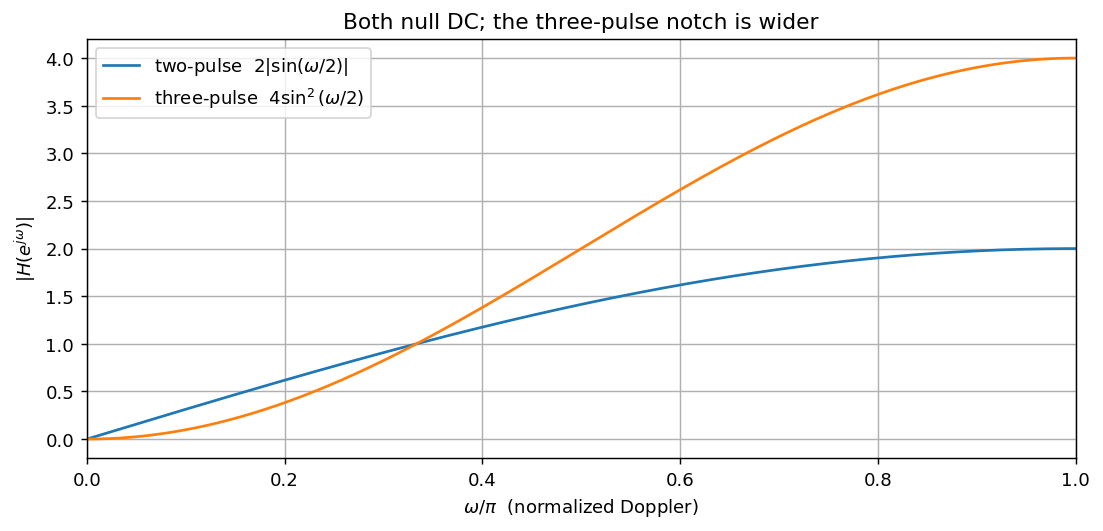 Both null DC; the three-pulse notch is wider
two-pulse 2|sin(ω/2)|
three-pulse 4sin²(ω/2)
|H(e^{jω})|
4.0
3.5
3.0
2.5
2.0
1.5
1.0
0.5
0.0
0.0 0.2 0.4 0.6 0.8 1.0
ω/π (normalized Doppler)